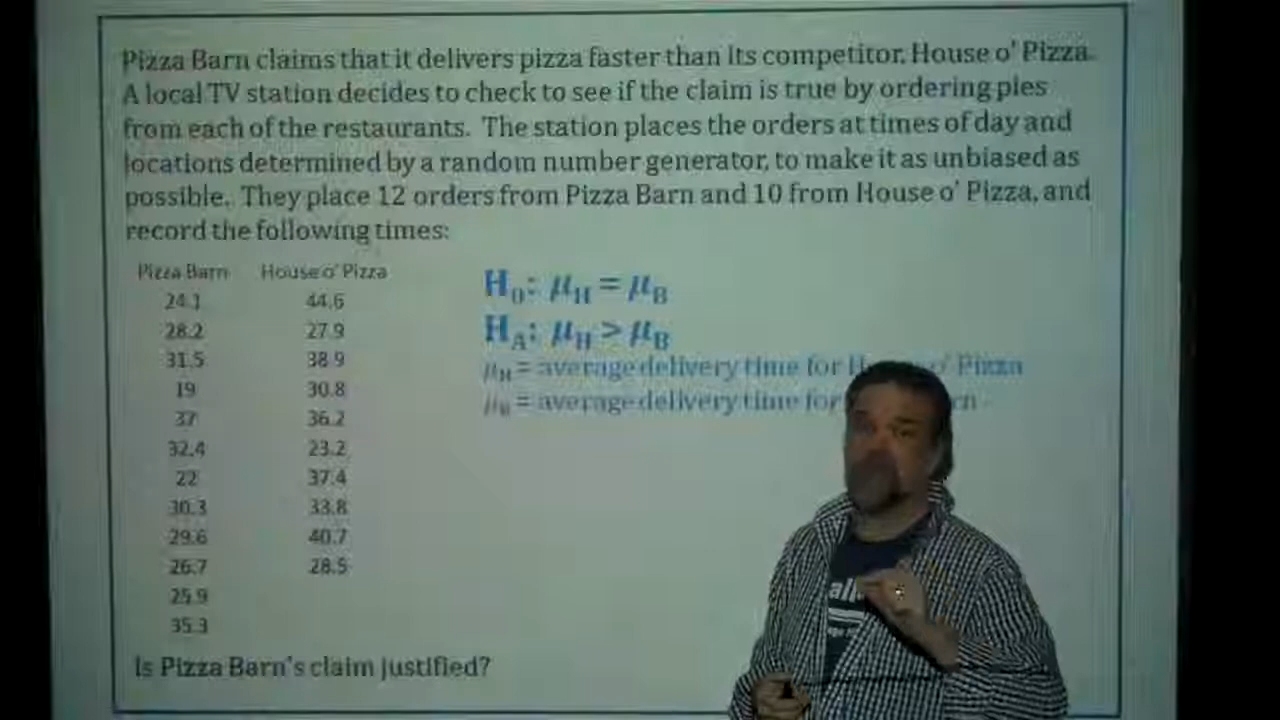 Pizza Barn claims that it delivers pizza faster than its competitor, House o' Pizza.
A local TV station decides to check to see if the claim is true by ordering pies
from each of the restaurants. The station places the orders at times of day and
locations determined by a random number generator, to make it as unbiased as
possible. They place 12 orders from Pizza Barn and 10 from House o' Pizza, and
record the following times:
Pizza Barn House o' Pizza
24.1 44.6
28.2 27.9
31.5 38.9
19 30.8
37 36.2
32.4 23.2
22 37.4
30.3 33.8
29.6 40.7
26.7 28.5
25.9
35.3
H₀: μH = μB
HA: μH > μB
μH = average delivery time for o' Pizza
μB = average delivery time for
Is Pizza Barn's claim justified?